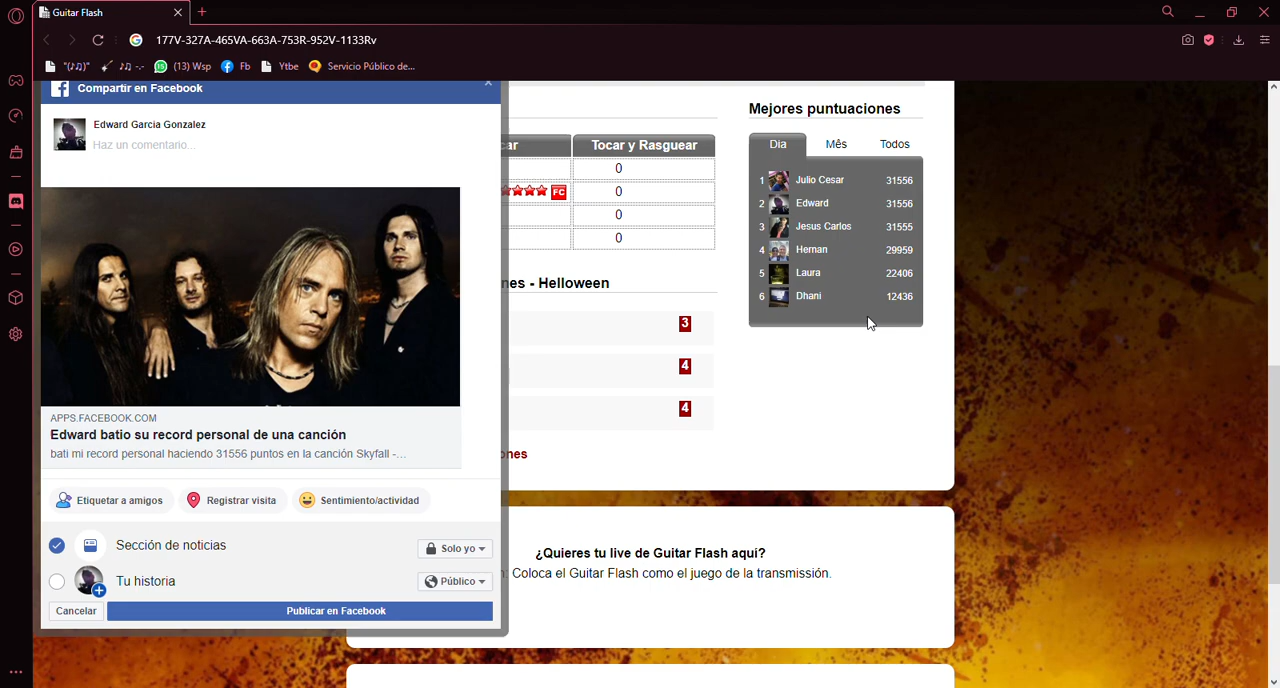 Guitar Flash
177V-327A-465VA-663A-753R-952V-1133Rv
"(♪♫)"
♪♫ -.-
(13) Wsp
Fb
Ytbe
Servicio Público de...
Compartir en Facebook
Edward Garcia Gonzalez
Haz un comentario...
APPS.FACEBOOK.COM
Edward batio su record personal de una canción
bati mi record personal haciendo 31556 puntos en la canción Skyfall -...
Etiquetar a amigos
Registrar visita
Sentimiento/actividad
Sección de noticias
Solo yo
Tu historia
Público
Cancelar
Publicar en Facebook
car
Tocar y Rasguear
0
FC
0
0
0
nes - Helloween
3
4
4
ones
Mejores puntuaciones
Dia Mês Todos
1 Julio Cesar 31556
2 Edward 31556
3 Jesus Carlos 31555
4 Hernan 29959
5 Laura 22406
6 Dhani 12436
¿Quieres tu live de Guitar Flash aquí?
: Coloca el Guitar Flash como el juego de la transmissión.